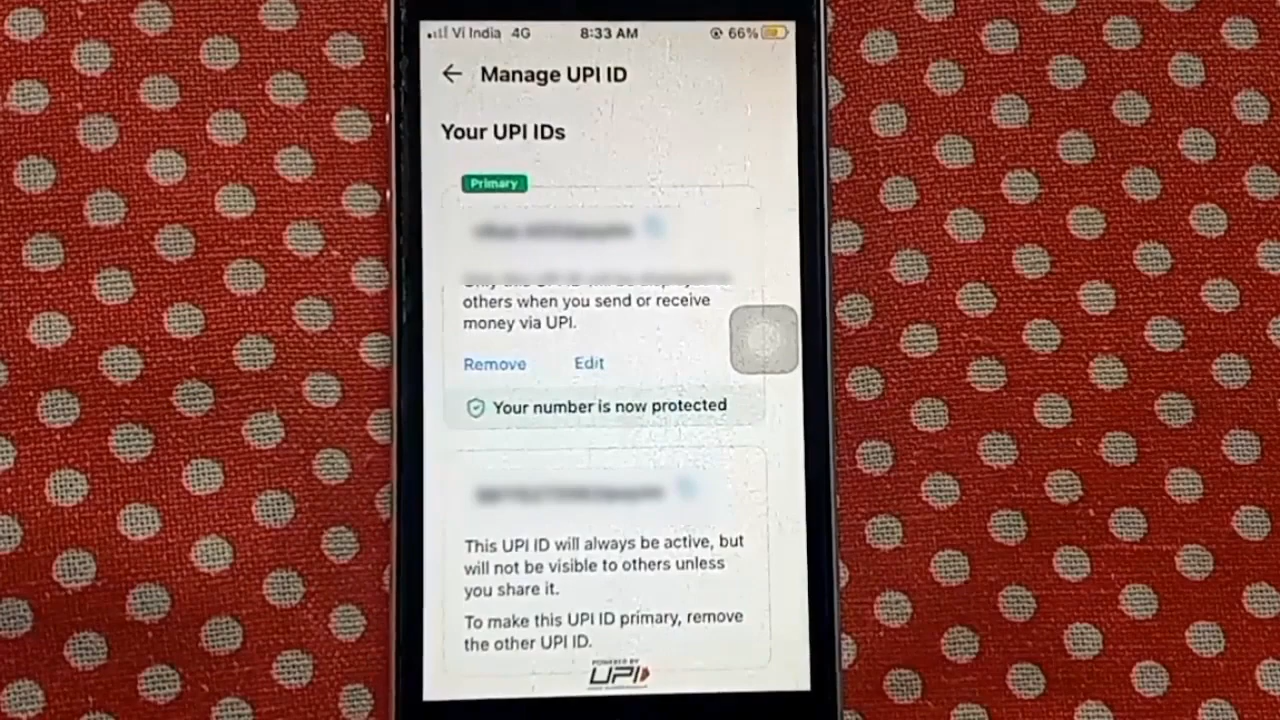 Vi India 4G 8:33 AM 66%
Manage UPI ID
Your UPI IDs
Primary
others when you send or receive
money via UPI.
Remove Edit
Your number is now protected
This UPI ID will always be active, but
will not be visible to others unless
you share it.
To make this UPI ID primary, remove
the other UPI ID.
POWERED BY
UPI